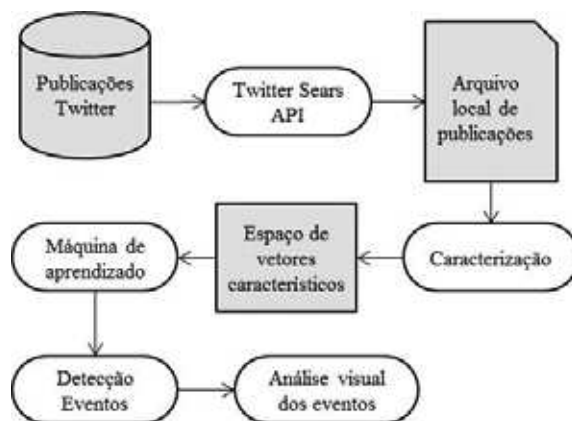 Publicações
Twitter
Twitter Sears
API
Arquivo
local de
publicações
Máquina de
aprendizado
Espaço de
vetores
característicos
Caracterização
Detecção
Eventos
Análise visual
dos eventos